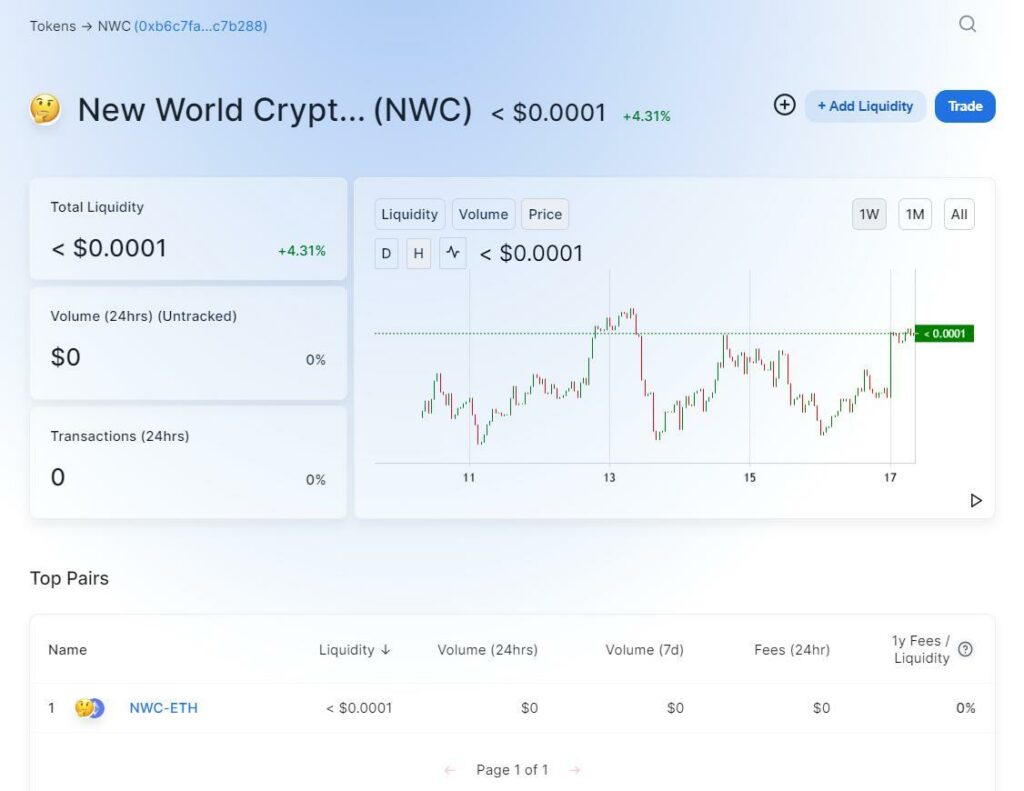 Tokens → NWC (0xb6c7fa...c7b288)
New World Crypt... (NWC) < $0.0001 +4.31%
+ Add Liquidity Trade
Total Liquidity
< $0.0001 +4.31%
Volume (24hrs) (Untracked)
$0 0%
Transactions (24hrs)
0 0%
Liquidity Volume Price 1W 1M All
D H < $0.0001
< 0.0001
11 13 15 17
Top Pairs
Name Liquidity ↓ Volume (24hrs) Volume (7d) Fees (24hr) 1y Fees /
Liquidity ?
1 NWC-ETH < $0.0001 $0 $0 $0 0%
← Page 1 of 1 →